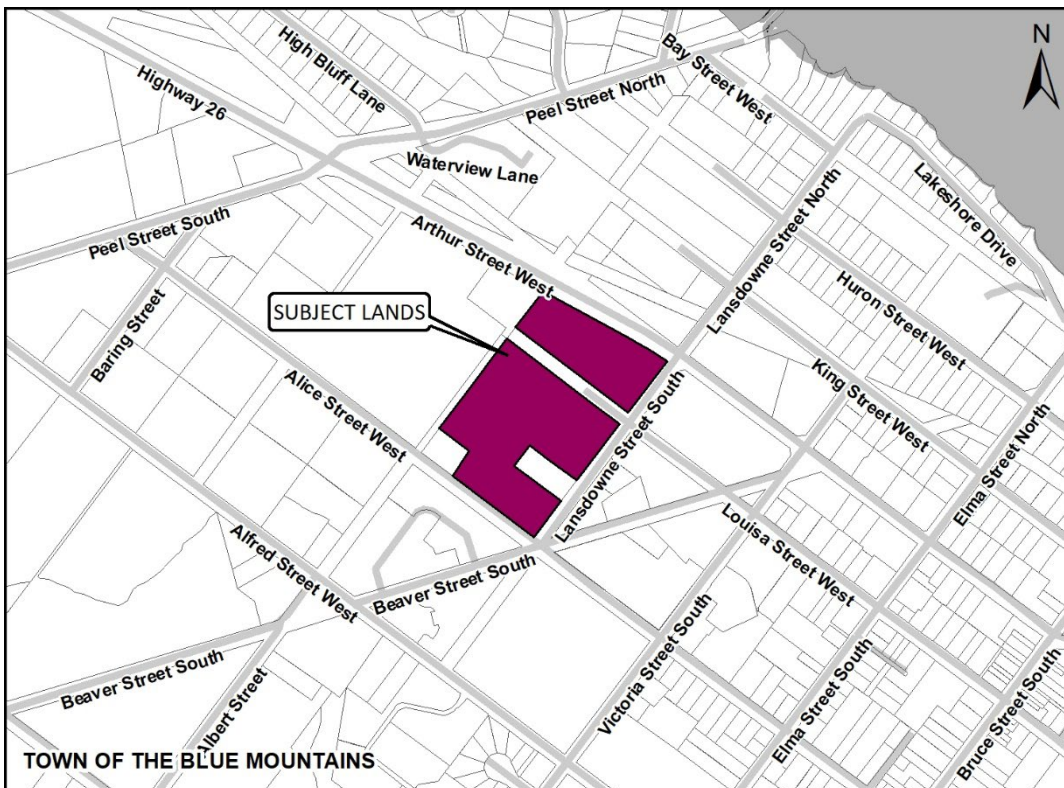 N
High Bluff Lane
Bay Street West
Highway 26
Peel Street North
Waterview Lane
Lakeshore Drive
Peel Street South
Arthur Street West
Lansdowne Street North
SUBJECT LANDS
Huron Street West
Baring Street
King Street West
Alice Street West
Elma Street North
Lansdowne Street South
Louisa Street West
Alfred Street West
Beaver Street South
Beaver Street South
Victoria Street South
Albert Street
Elma Street South
Bruce Street South
TOWN OF THE BLUE MOUNTAINS